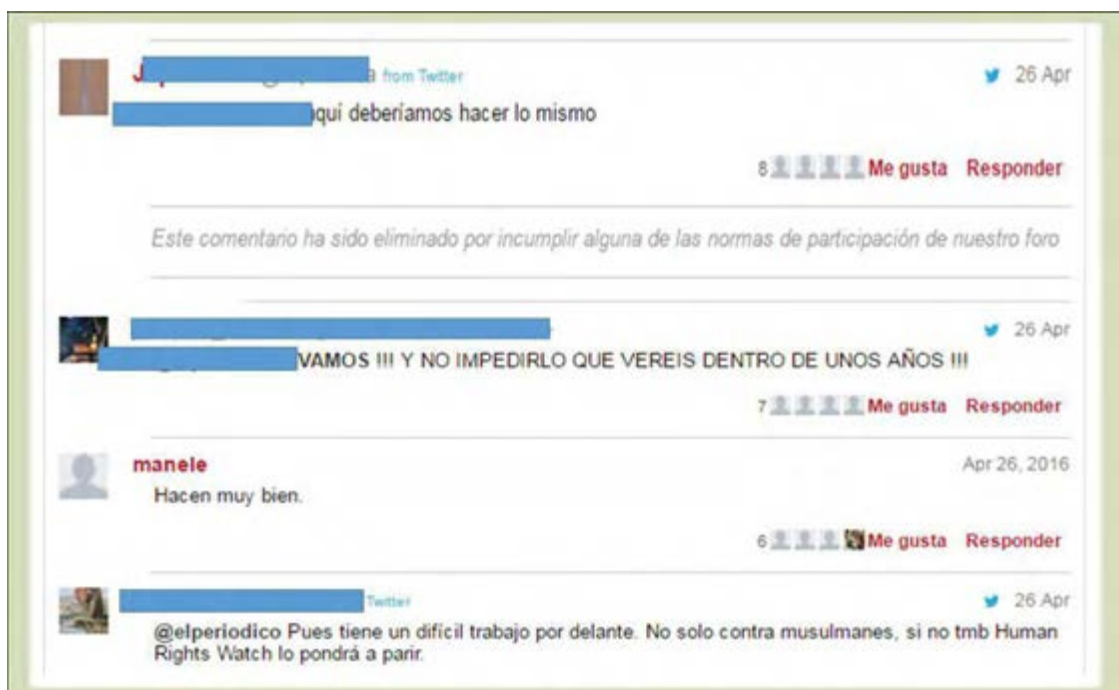 from Twitter
26 Apr
aquí deberíamos hacer lo mismo
8 Me gusta Responder
Este comentario ha sido eliminado por incumplir alguna de las normas de participación de nuestro foro
26 Apr
VAMOS !!! Y NO IMPEDIRLO QUE VEREIS DENTRO DE UNOS AÑOS !!!
7 Me gusta Responder
manele
Apr 26, 2016
Hacen muy bien.
6 Me gusta Responder
Twitter
26 Apr
@elperiodico Pues tiene un difícil trabajo por delante. No solo contra musulmanes, si no tmb Human
Rights Watch lo pondrá a parir.